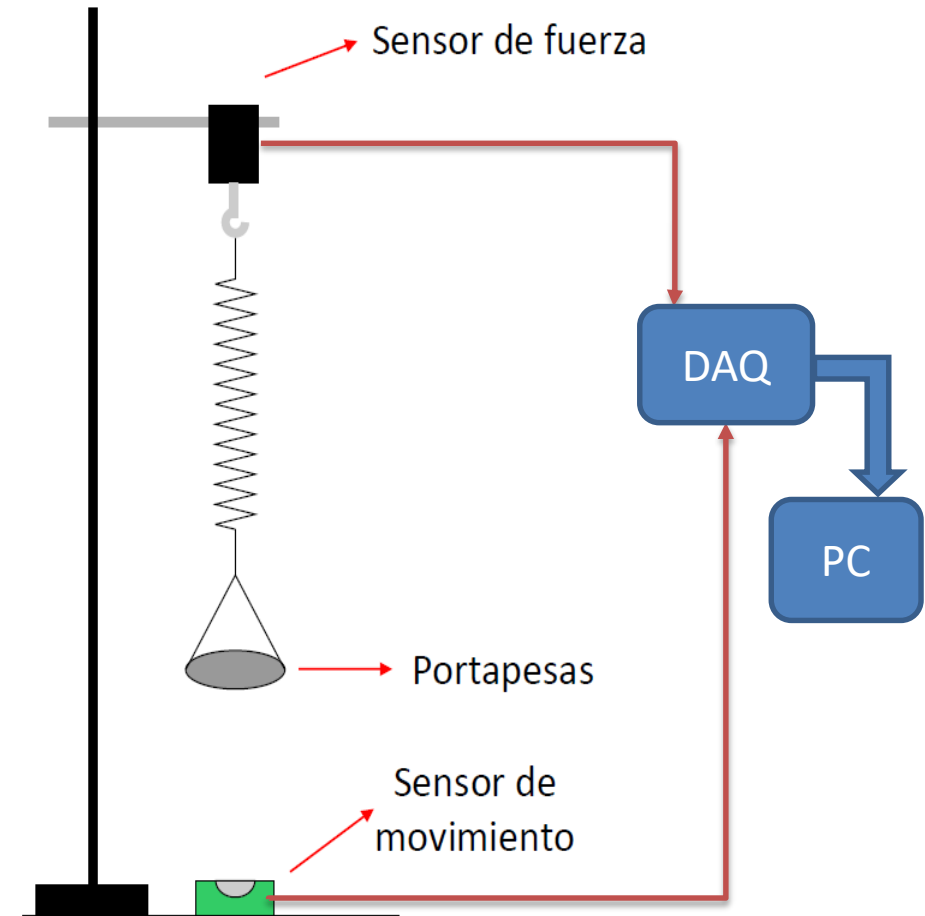 Sensor de fuerza
DAQ
PC
Portapesas
Sensor de
movimiento